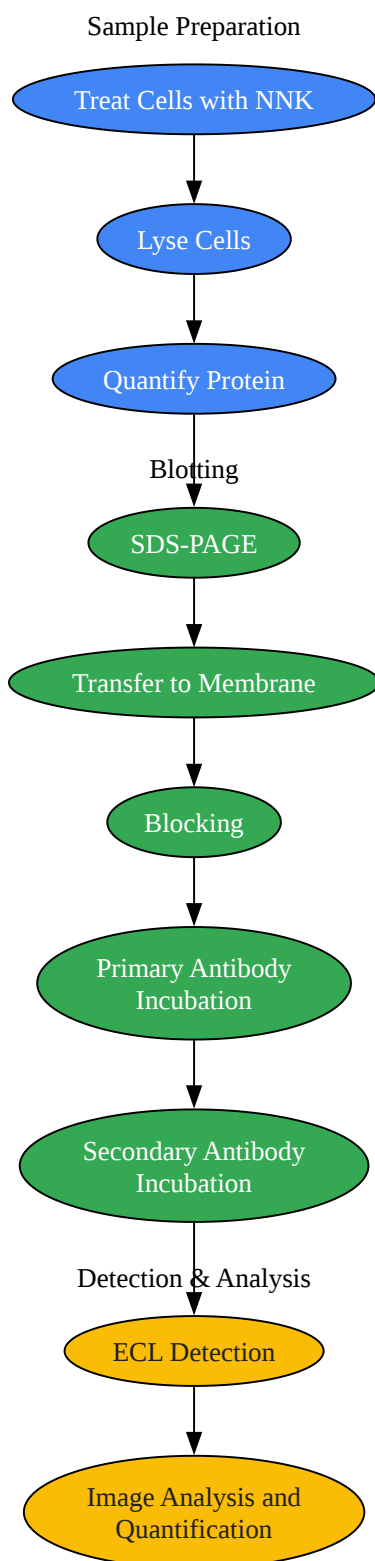 Sample Preparation
Treat Cells with NNK
Lyse Cells
Quantify Protein
Blotting
SDS-PAGE
Transfer to Membrane
Blocking
Primary Antibody
Incubation
Secondary Antibody
Incubation
Detection & Analysis
ECL Detection
Image Analysis and
Quantification